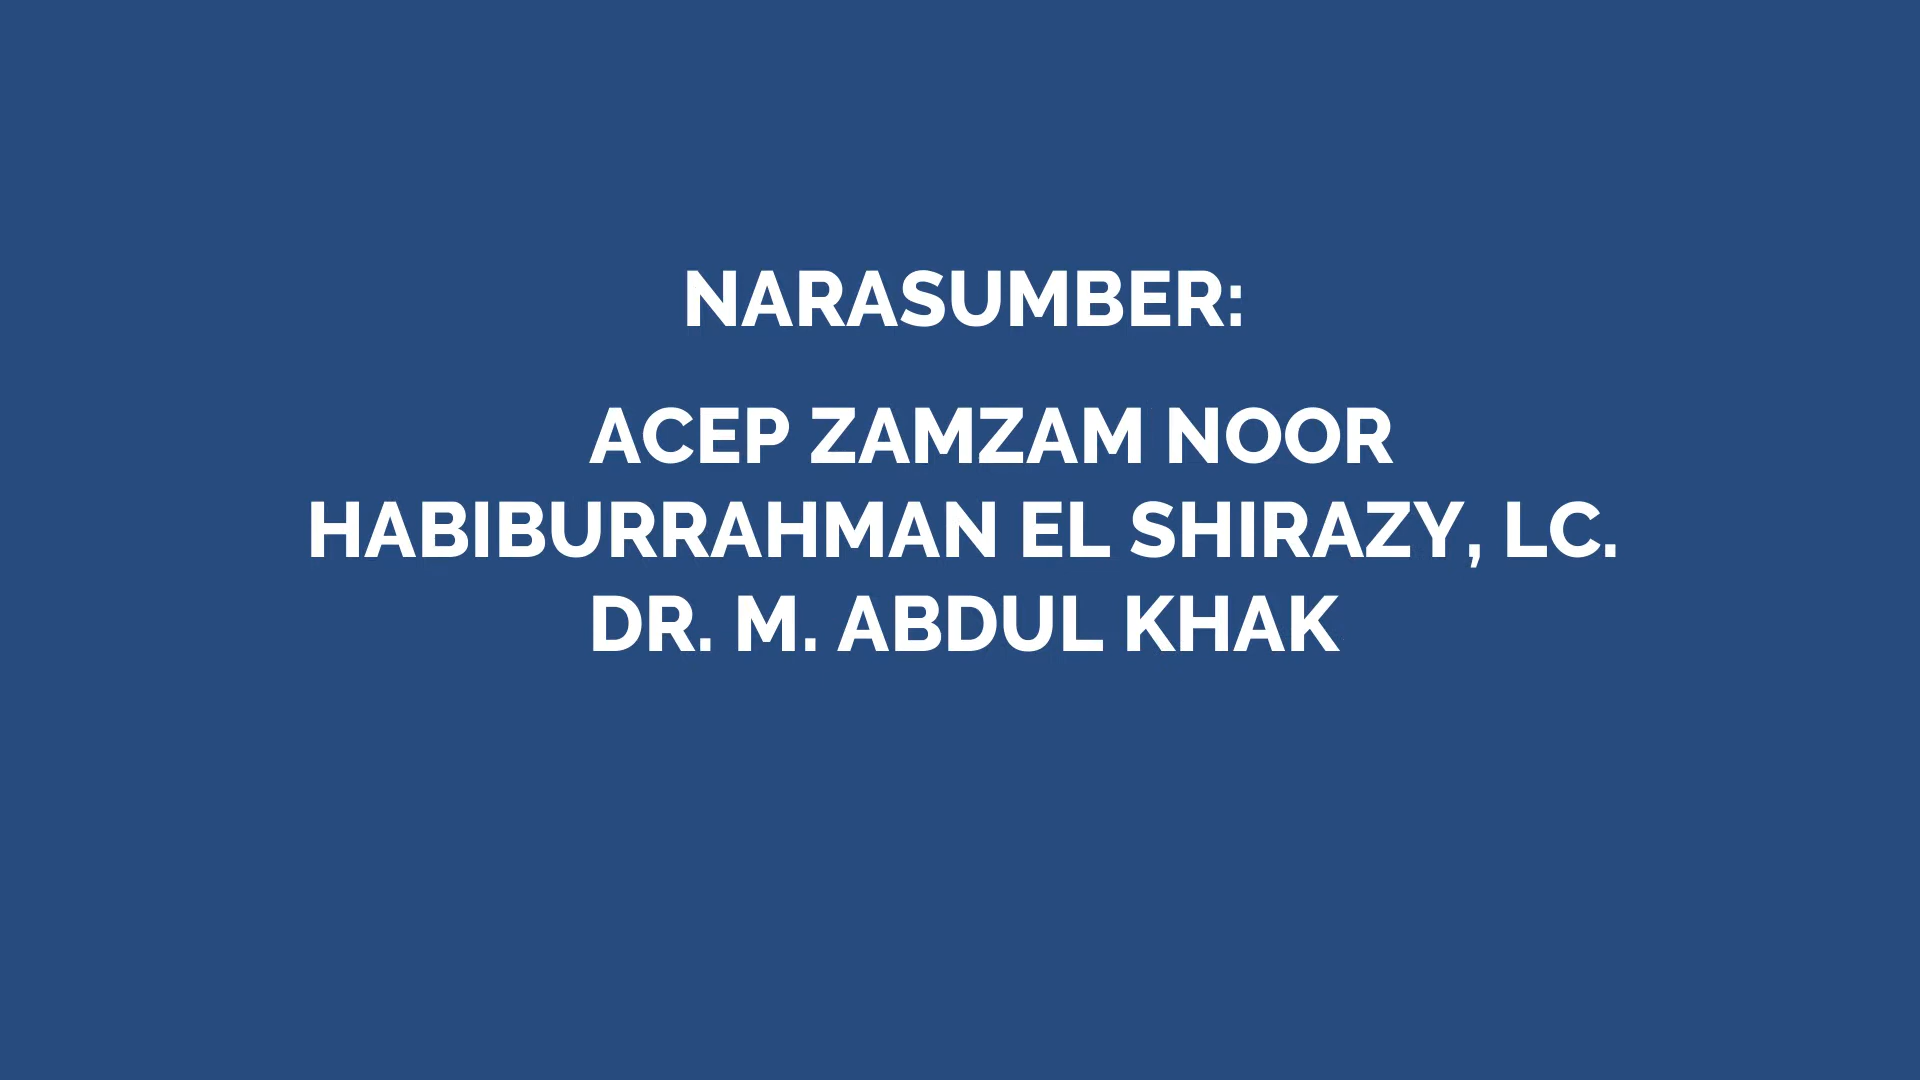 NARASUMBER:
ACEP ZAMZAM NOOR
HABIBURRAHMAN EL SHIRAZY, LC.
DR. M. ABDUL KHAK